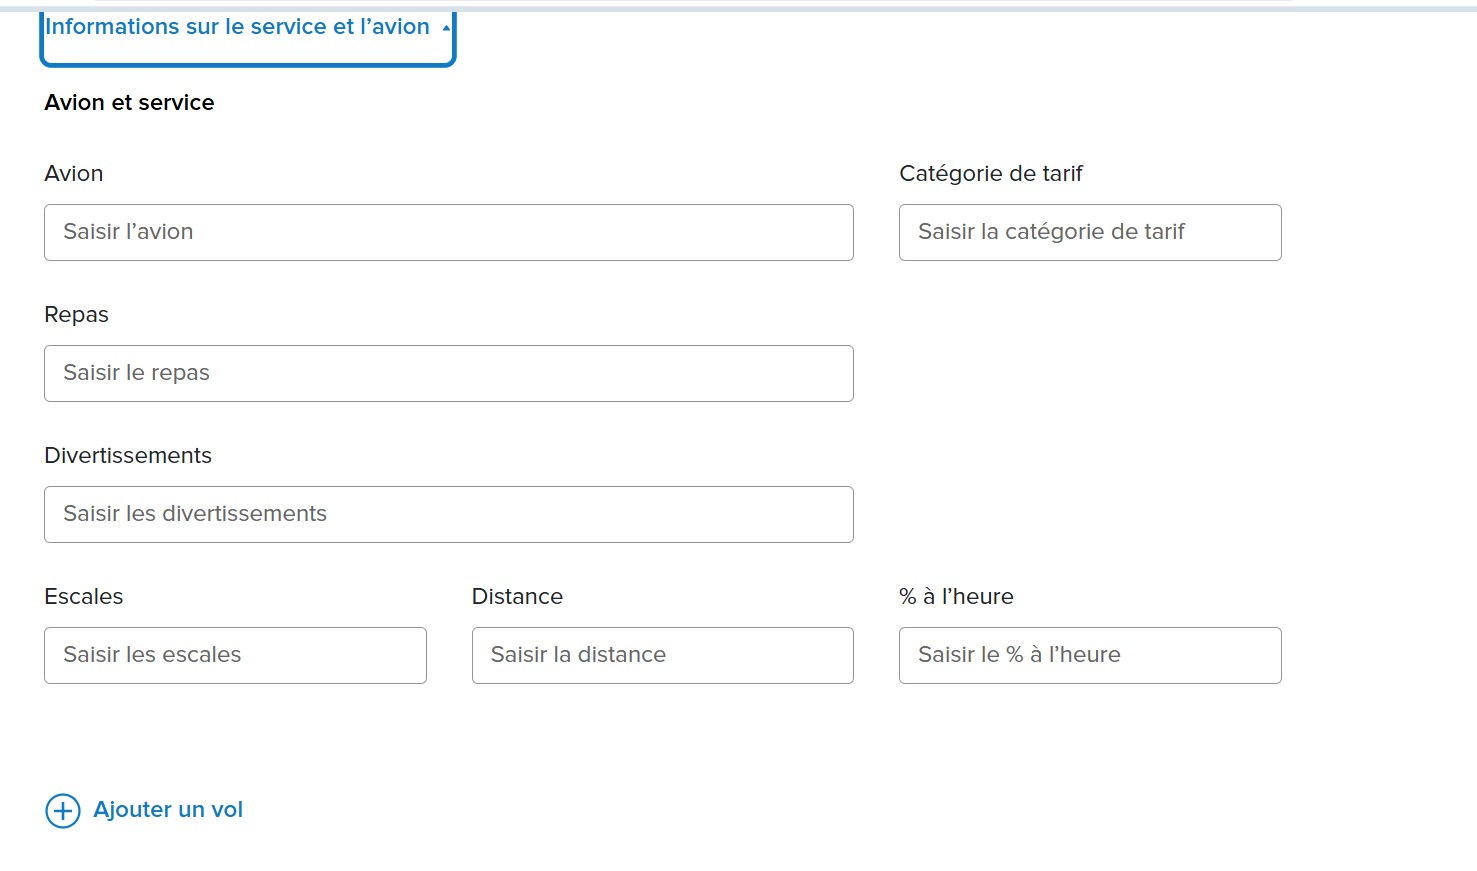 Informations sur le service et l’avion
Avion et service
Avion
Catégorie de tarif
Saisir l’avion
Saisir la catégorie de tarif
Repas
Saisir le repas
Divertissements
Saisir les divertissements
Escales
Distance
% à l’heure
Saisir les escales
Saisir la distance
Saisir le % à l’heure
Ajouter un vol